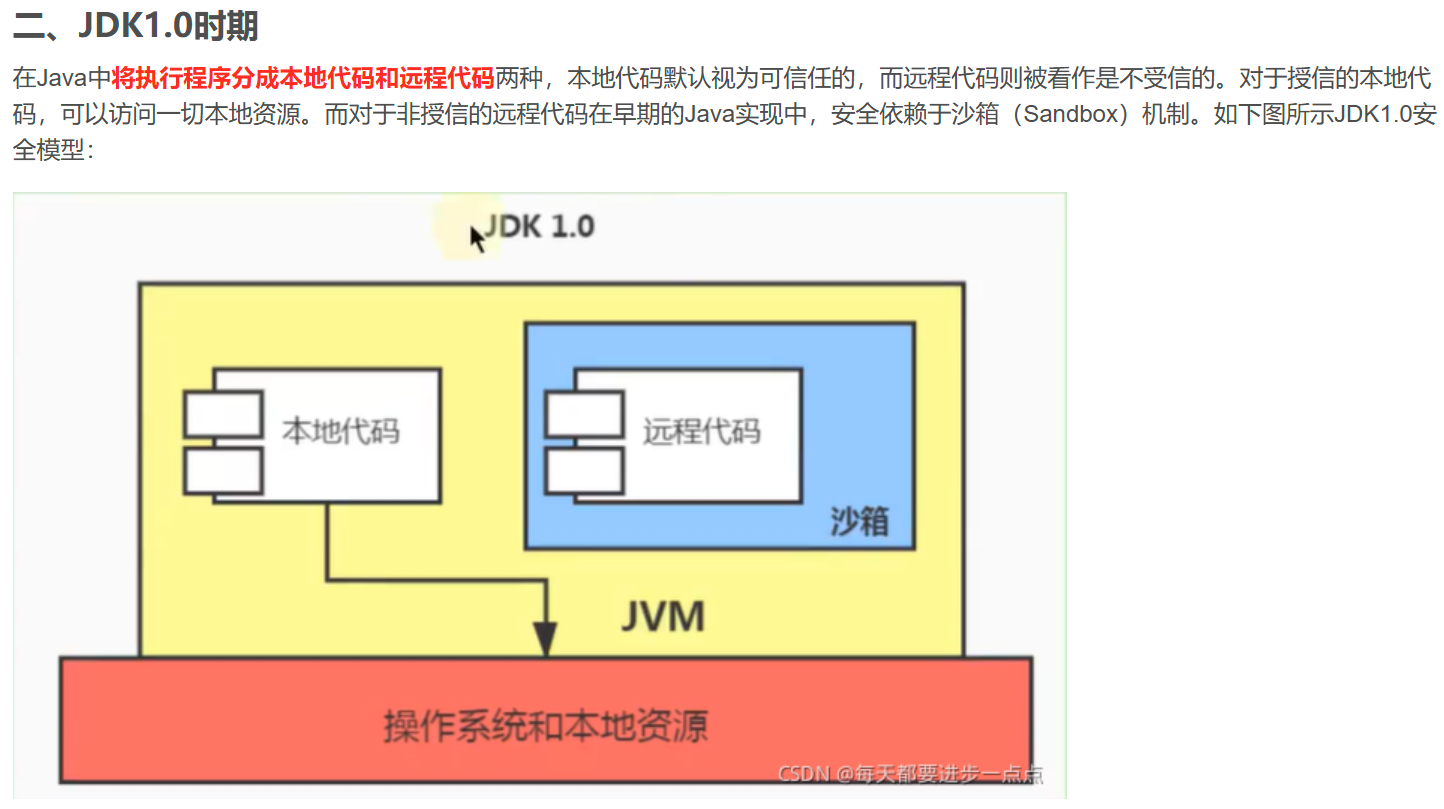 二、JDK1.0时期
在Java中将执行程序分成本地代码和远程代码两种，本地代码默认视为可信任的，而远程代码则被看作是不受信的。对于授信的本地代
码，可以访问一切本地资源。而对于非授信的远程代码在早期的Java实现中，安全依赖于沙箱（Sandbox）机制。如下图所示JDK1.0安
全模型：
JDK 1.0
本地代码
远程代码
沙箱
JVM
操作系统和本地资源
CSDN @每天都要进步一点点